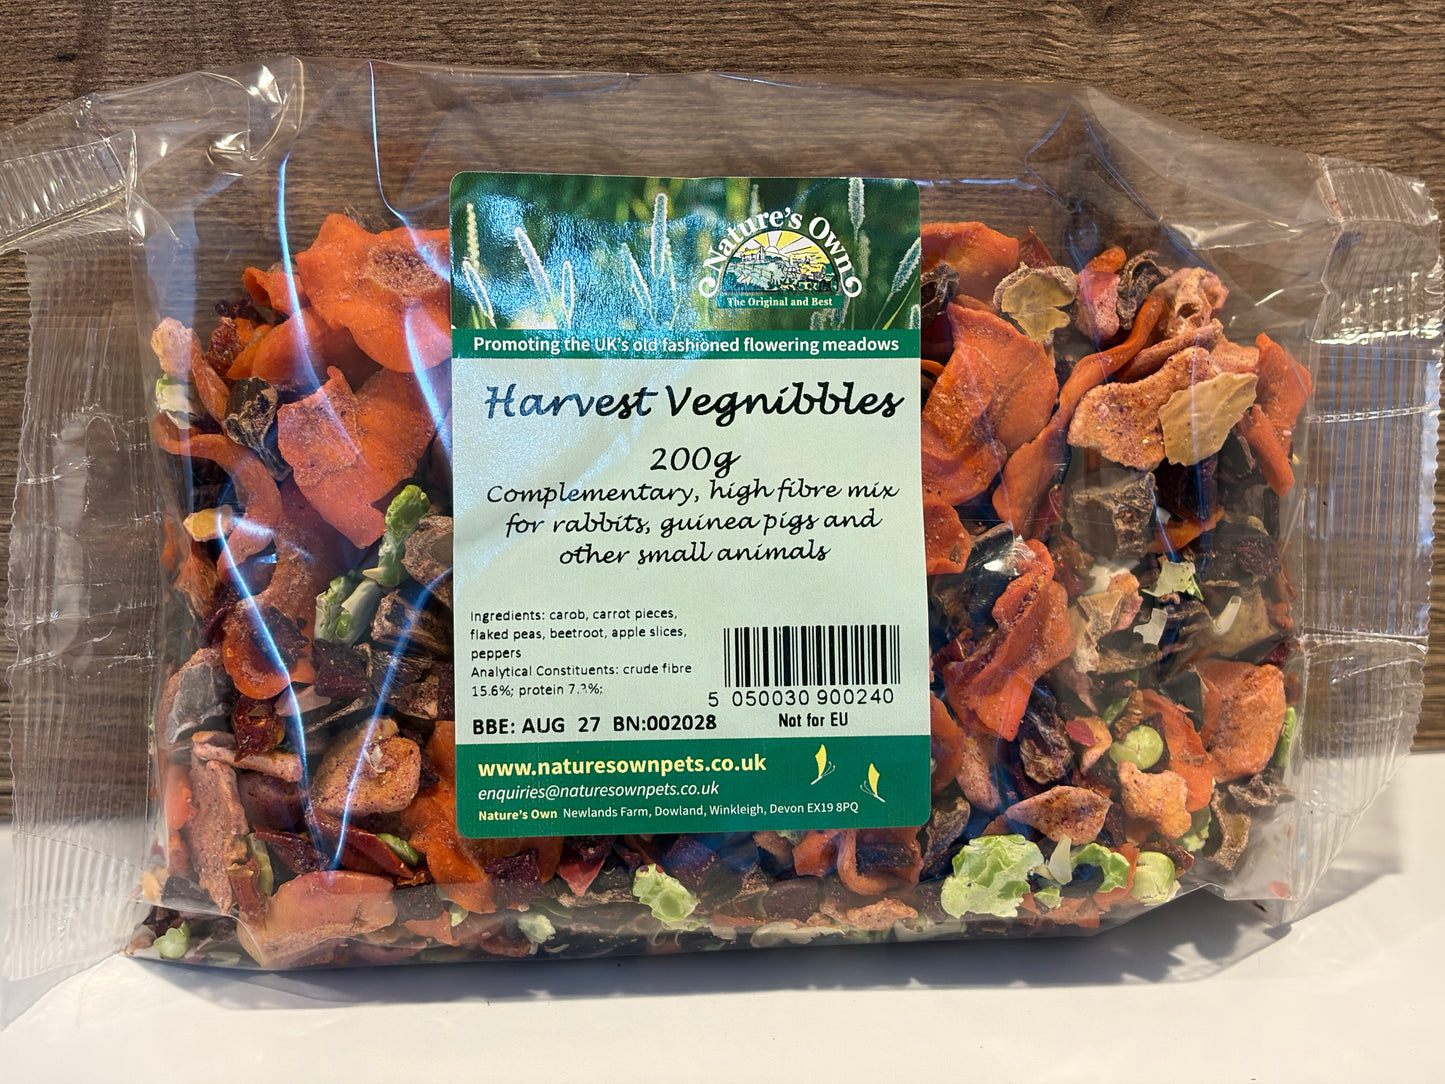 Nature's Own
The Original and Best
Promoting the UK's old fashioned flowering meadows
Harvest Vegnibbles
200g
Complementary, high fibre mix
for rabbits, guinea pigs and
other small animals
Ingredients: carob, carrot pieces,
flaked peas, beetroot, apple slices,
peppers
Analytical Constituents: crude fibre
15.6%; protein
5 050030 900240
Not for EU
BBE: AUG 27 BN:002028
www.naturesownpets.co.uk
enquiries@naturesownpets.co.uk
Nature's Own Newlands Farm, Dowland, Winkleigh, Devon EX19 8PQ